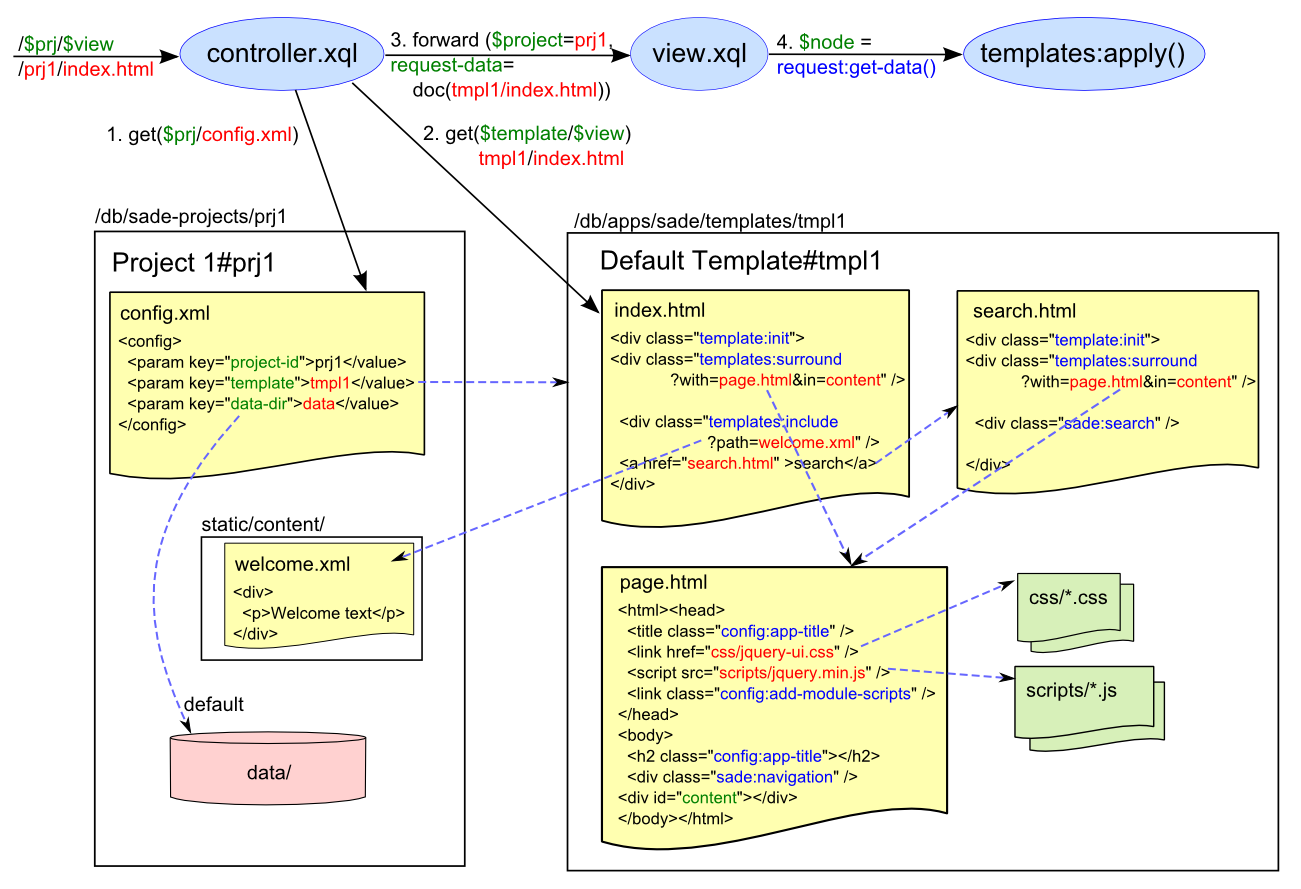 /$prj/$view
/prj1/index.html
controller.xql
3. forward ($project=prj1,
request-data=
doc(tmpl1/index.html))
view.xql
4. $node =
request:get-data()
templates:apply()
1. get($prj/config.xml)
2. get($template/$view)
tmpl1/index.html
/db/sade-projects/prj1
Project 1#prj1
config.xml
<config>
<param key="project-id">prj1</value>
<param key="template">tmpl1</value>
<param key="data-dir">data</value>
</config>
static/content/
welcome.xml
<div>
<p>Welcome text</p>
</div>
default
data/
/db/apps/sade/templates/tmpl1
Default Template#tmpl1
index.html
<div class="template:init">
<div class="templates:surround
?with=page.html&in=content" />
<div class="templates:include
?path=welcome.xml" />
<a href="search.html" >search</a>
</div>
search.html
<div class="template:init">
<div class="templates:surround
?with=page.html&in=content" />
<div class="sade:search" />
</div>
page.html
<html><head>
<title class="config:app-title" />
<link href="css/jquery-ui.css" />
<script src="scripts/jquery.min.js" />
<link class="config:add-module-scripts" />
</head>
<body>
<h2 class="config:app-title"></h2>
<div class="sade:navigation" />
<div id="content"></div>
</body></html>
css/*.css
scripts/*.js